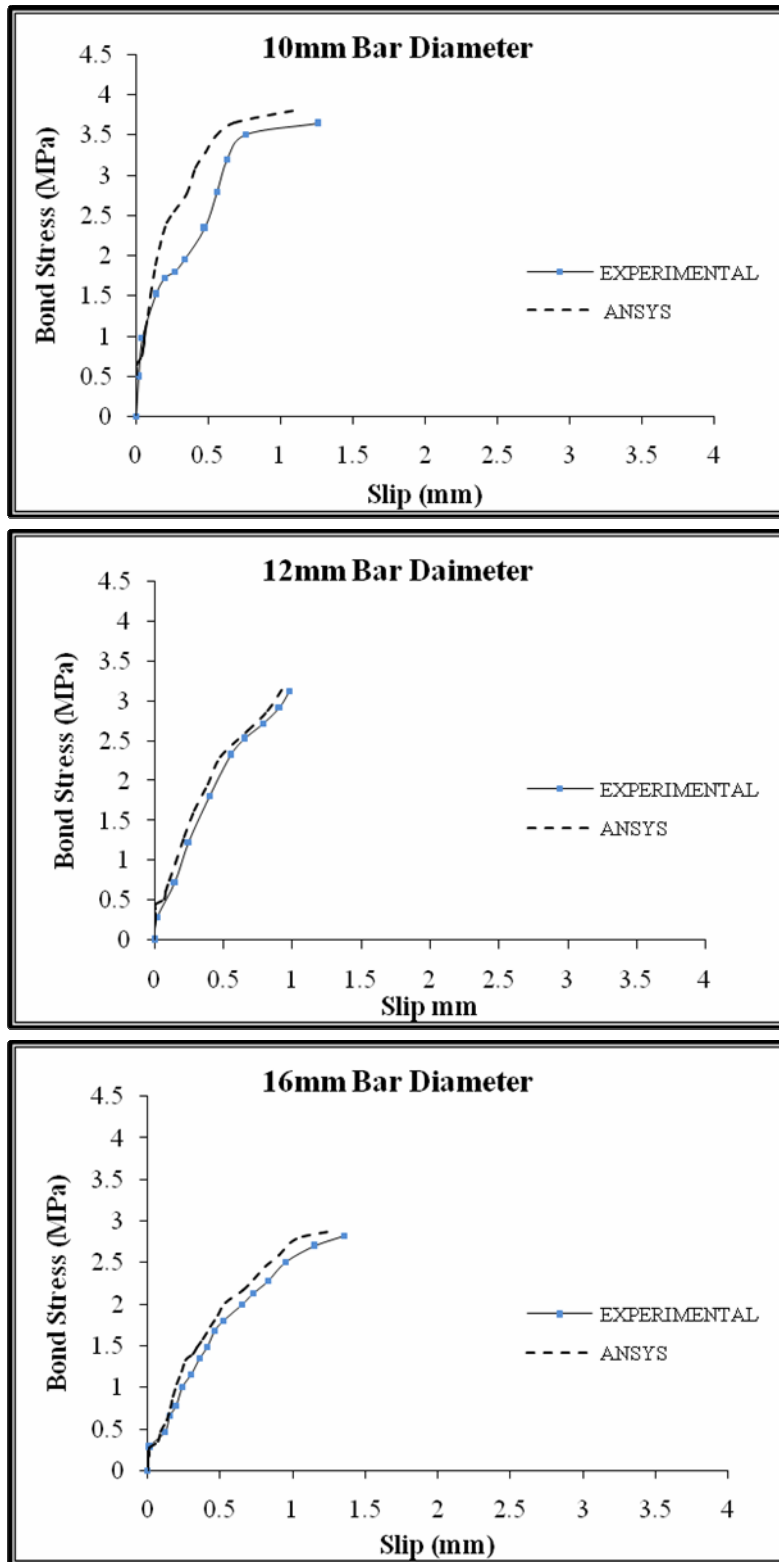 10mm Bar Diameter
4.5
4
3.5
3
2.5
2
1.5
1
0.5
0
Bond Stress (MPa)
EXPERIMENTAL
ANSYS
0 0.5 1 1.5 2 2.5 3 3.5 4
Slip (mm)
12mm Bar Daimeter
4.5
4
3.5
3
2.5
2
1.5
1
0.5
0
Bond Stress (MPa)
EXPERIMENTAL
ANSYS
0 0.5 1 1.5 2 2.5 3 3.5 4
Slip mm
16mm Bar Diameter
4.5
4
3.5
3
2.5
2
1.5
1
0.5
0
Bond Stress (MPa)
EXPERIMENTAL
ANSYS
0 0.5 1 1.5 2 2.5 3 3.5 4
Slip (mm)